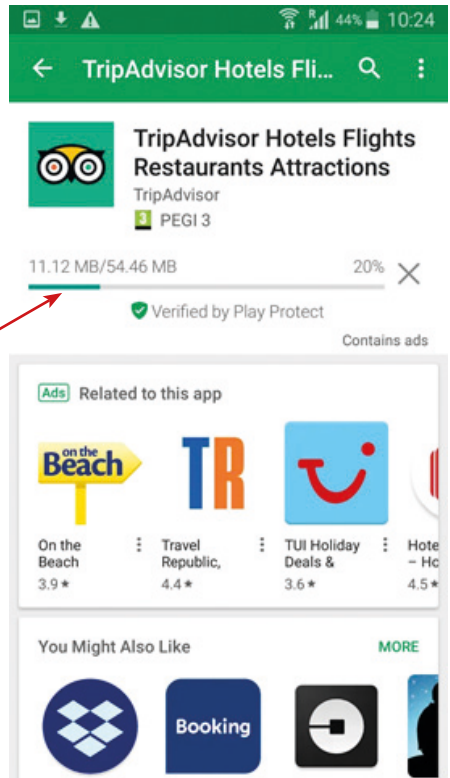 R 44% 10:24
TripAdvisor Hotels Fli...
TripAdvisor Hotels Flights
Restaurants Attractions
TripAdvisor
3 PEGI 3
11.12 MB/54.46 MB 20%
Verified by Play Protect
Contains ads
Ads Related to this app
on the
Beach
TR
On the
Beach
3.9 ★
Travel
Republic,
4.4 ★
TUI Holiday
Deals &
3.6 ★
Hote
– Ho
4.5 ★
You Might Also Like MORE
Booking